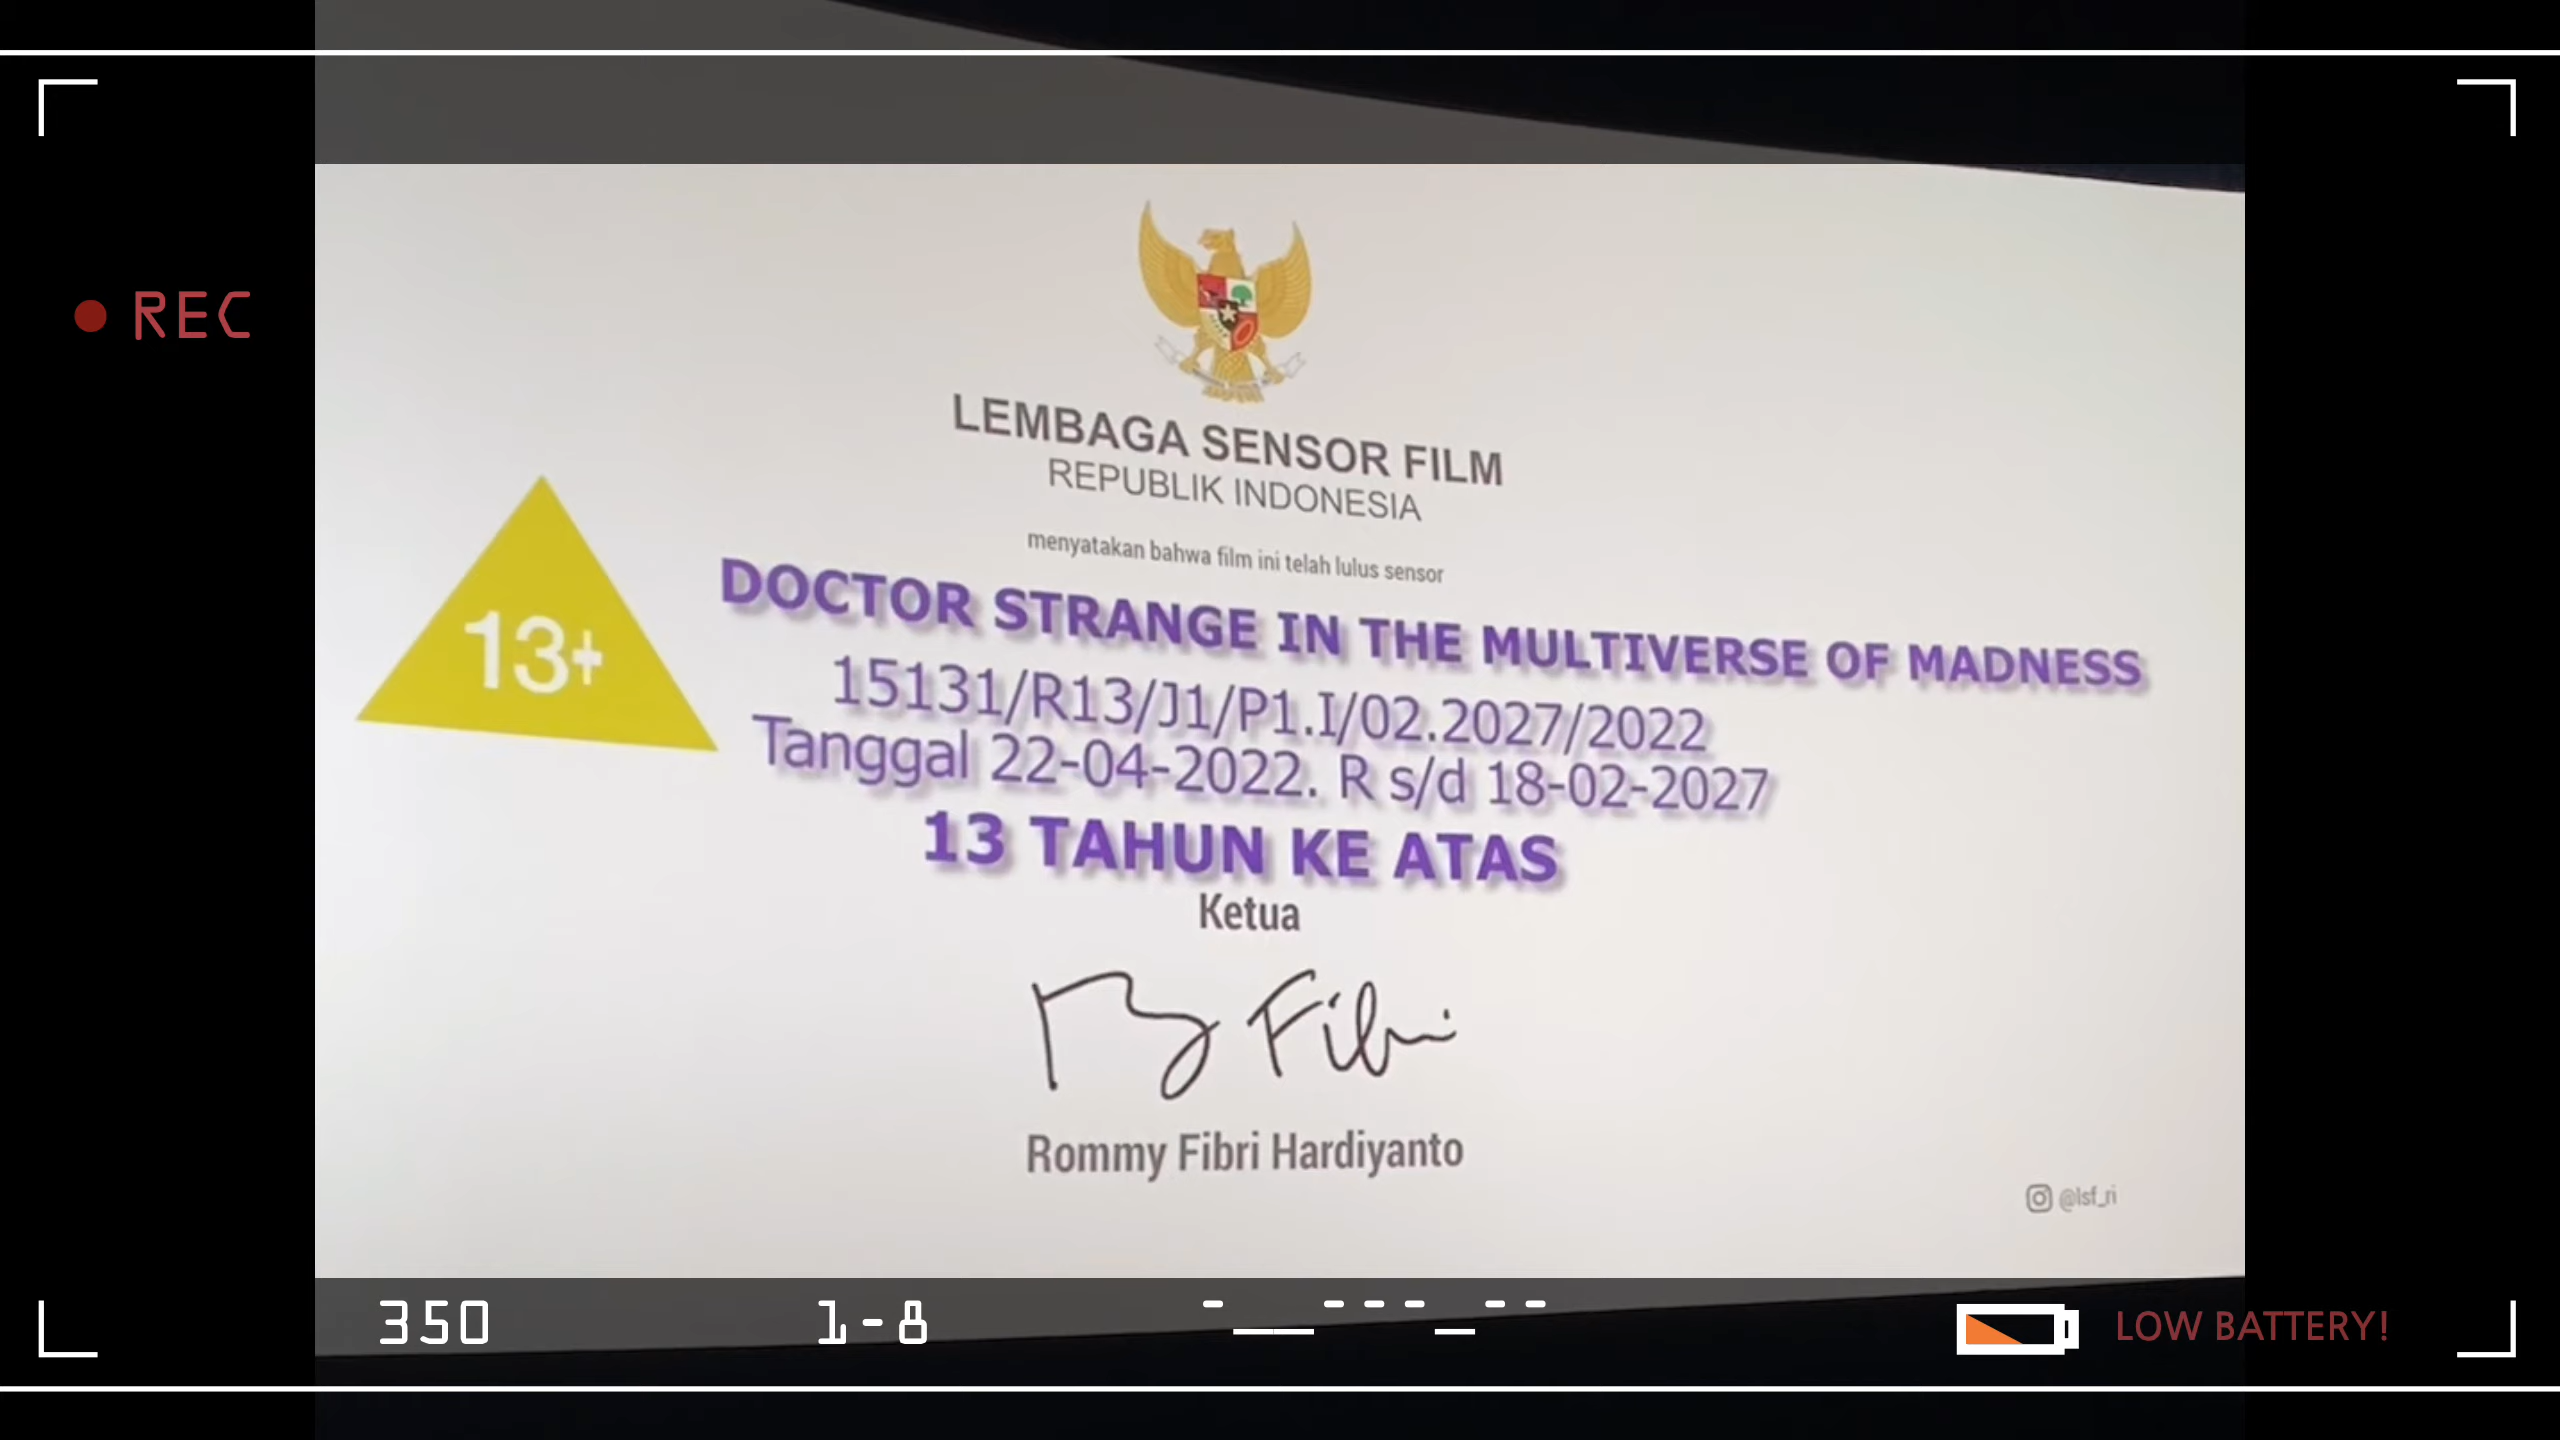 REC
LEMBAGA SENSOR FILM
REPUBLIK INDONESIA
menyatakan bahwa film ini telah lulus sensor
13+
DOCTOR STRANGE IN THE MULTIVERSE OF MADNESS
15131/R13/J1/P1.I/02.2027/2022
Tanggal 22-04-2022. R s/d 18-02-2027
13 TAHUN KE ATAS
Ketua
Fibri
Rommy Fibri Hardiyanto
@lsf_ri
350
1-8
LOW BATTERY!